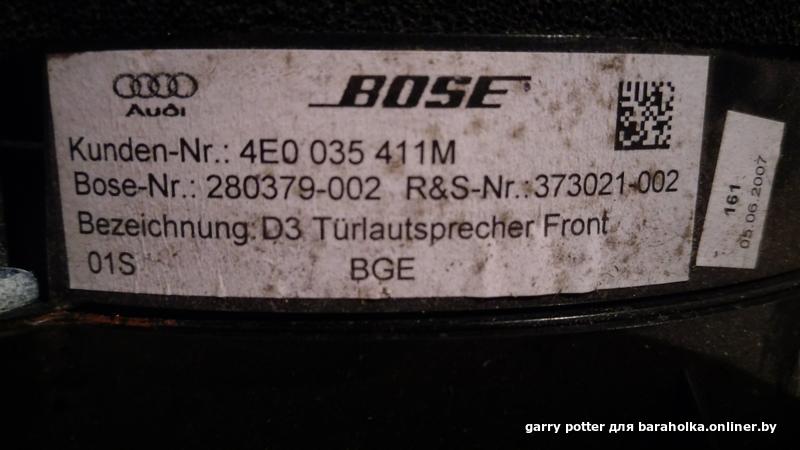 Audi BOSE
Kunden-Nr.: 4E0 035 411M
Bose-Nr.: 280379-002 R&S-Nr.:373021-002
Bezeichnung:D3 Türlautsprecher Front
01S BGE
161
05.06.2007
garry potter для baraholka.onliner.by